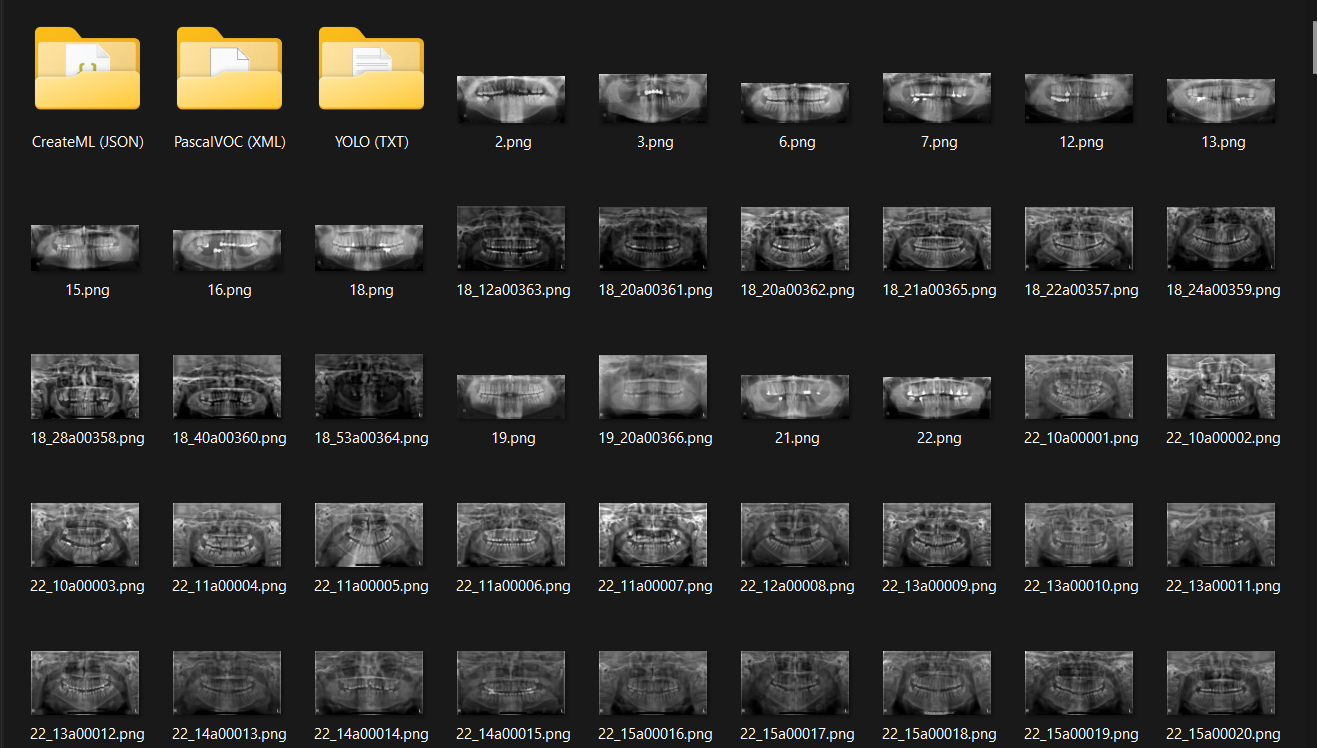 CreateML (JSON) PascalVOC (XML) YOLO (TXT) 2.png 3.png 6.png 7.png 12.png 13.png
15.png 16.png 18.png 18_12a00363.png 18_20a00361.png 18_20a00362.png 18_21a00365.png 18_22a00357.png 18_24a00359.png
18_28a00358.png 18_40a00360.png 18_53a00364.png 19.png 19_20a00366.png 21.png 22.png 22_10a00001.png 22_10a00002.png
22_10a00003.png 22_11a00004.png 22_11a00005.png 22_11a00006.png 22_11a00007.png 22_12a00008.png 22_13a00009.png 22_13a00010.png 22_13a00011.png
22_13a00012.png 22_14a00013.png 22_14a00014.png 22_14a00015.png 22_15a00016.png 22_15a00017.png 22_15a00018.png 22_15a00019.png 22_15a00020.png